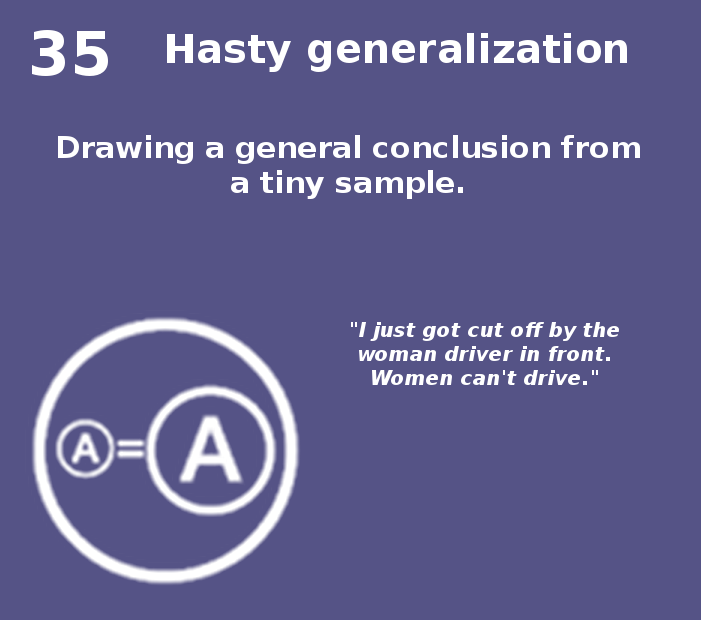 35 Hasty generalization
Drawing a general conclusion from
a tiny sample.
"I just got cut off by the
woman driver in front.
Women can't drive."
A=A